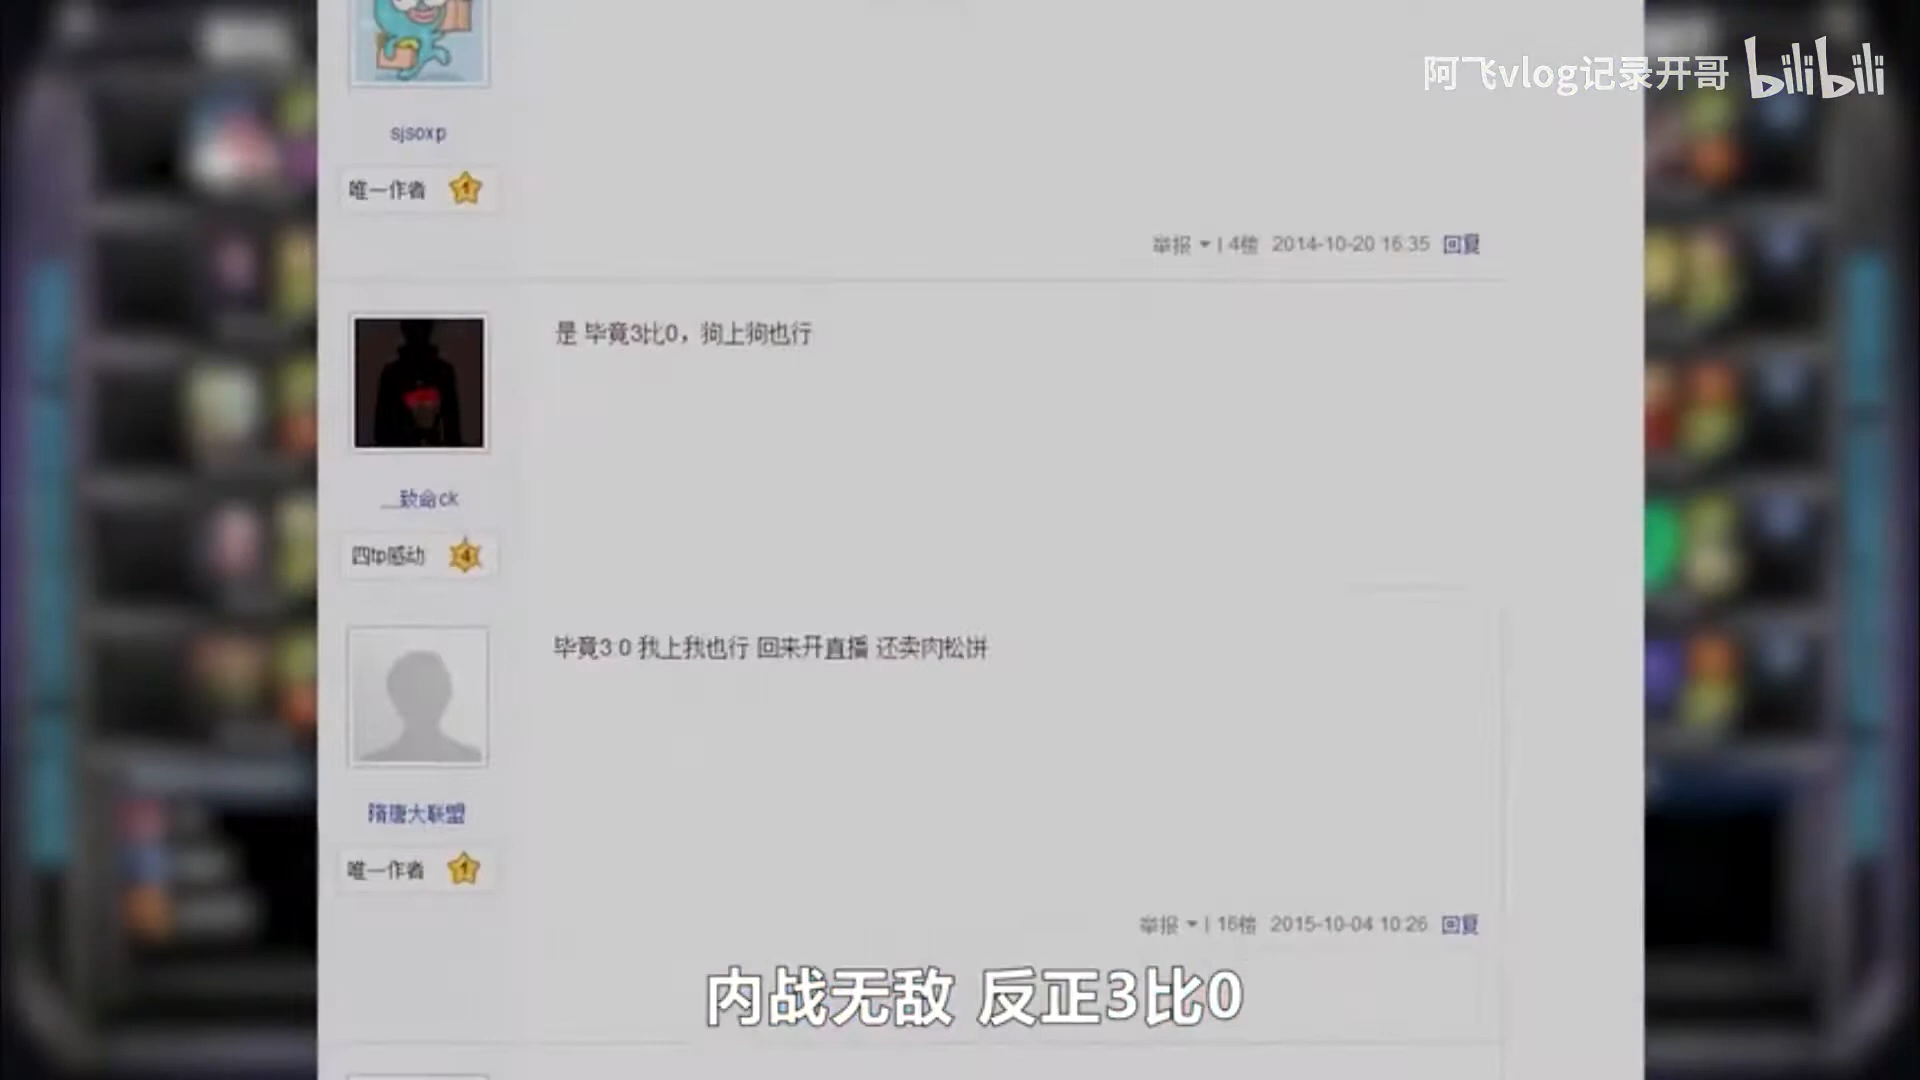 阿飞vlog记录开哥 bilibili
sjsoxp
唯一作者 1
举报 | 4楼 2014-10-20 16:35 回复
是 毕竟3比0，狗上狗也行
__致命ck
四tp感动 4
毕竟3 0 我上我也行 回来开直播 还卖肉松饼
隋唐大联盟
唯一作者 1
举报 | 16楼 2015-10-04 10:26 回复
内战无敌 反正3比0